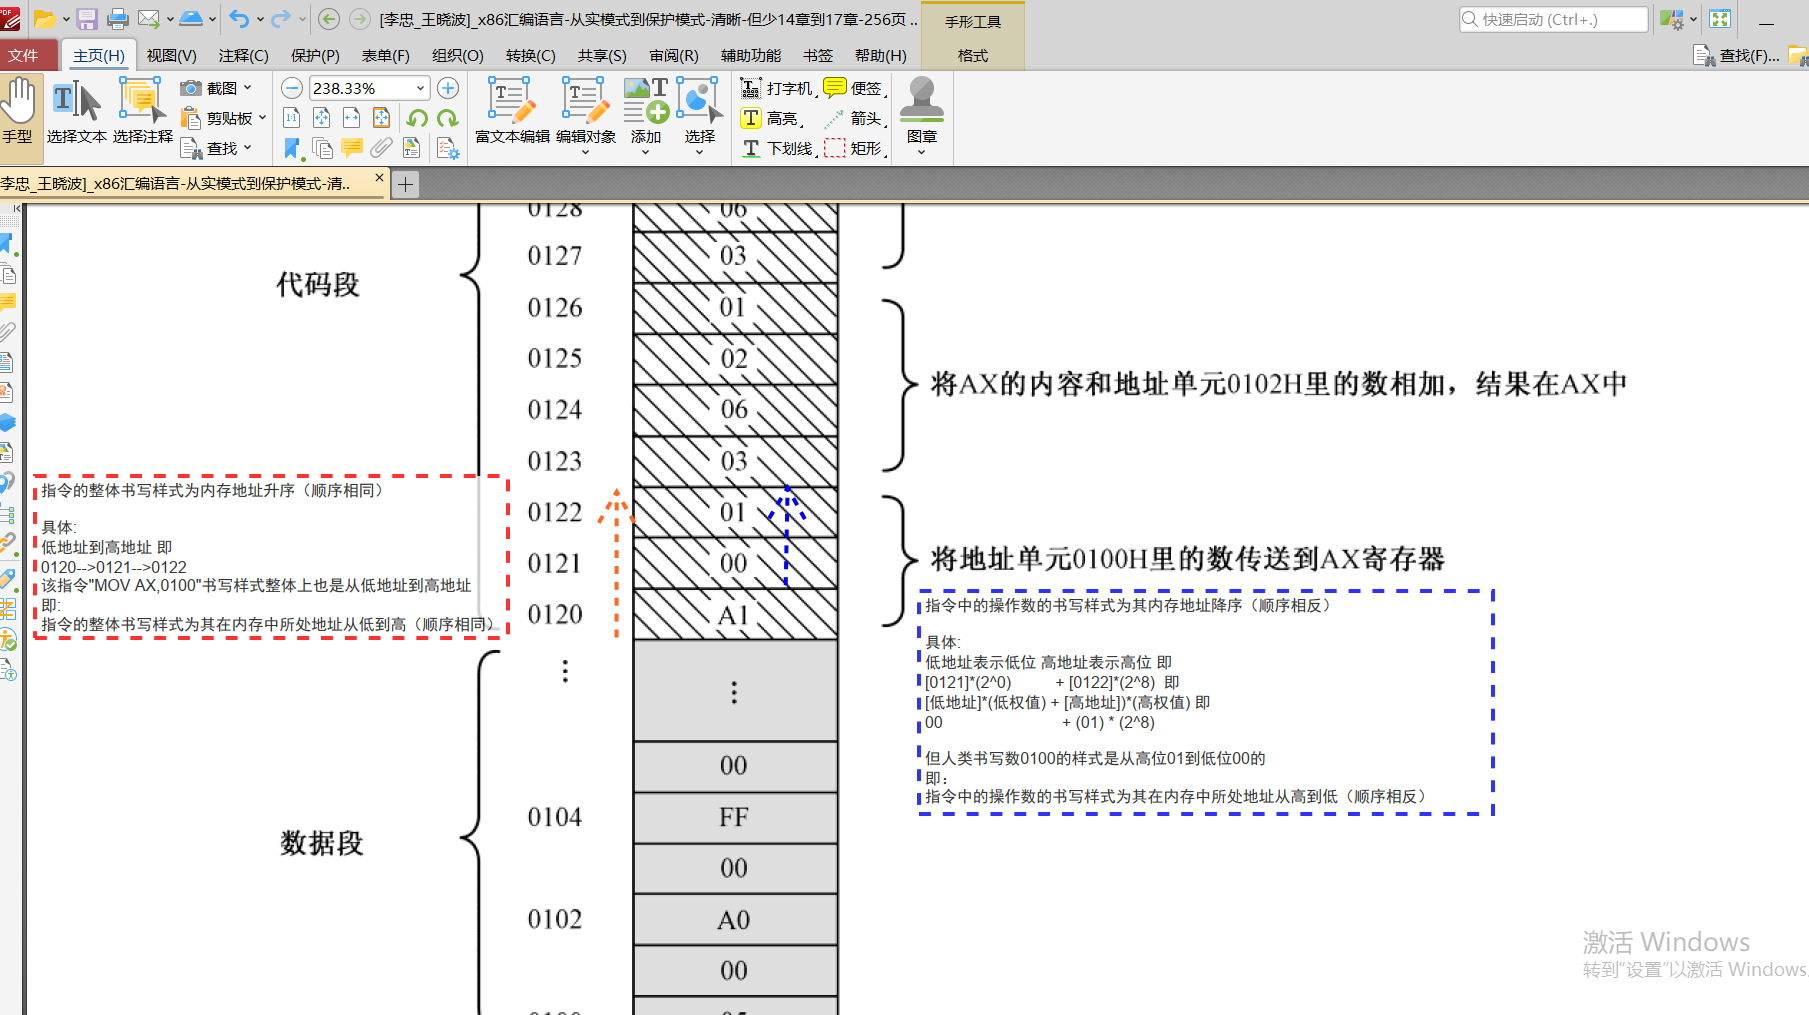 [李忠_王晓波]_x86汇编语言-从实模式到保护模式-清晰-但少14章到17章-256页 ..
手形工具
快速启动 (Ctrl+.)
文件
主页(H)
视图(V)
注释(C)
保护(P)
表单(F)
组织(O)
转换(C)
共享(S)
审阅(R)
辅助功能
书签
帮助(H)
格式
查找(F)...
手型
选择文本
选择注释
截图
剪贴板
查找
238.33%
富文本编辑
编辑对象
添加
选择
打字机
高亮
下划线
便签
箭头
矩形
图章
李忠_王晓波]_x86汇编语言-从实模式到保护模式-清..
0128 06
0127 03
代码段
0126 01
0125 02
将AX的内容和地址单元0102H里的数相加，结果在AX中
0124 06
0123 03
0122 01
0121 00
将地址单元0100H里的数传送到AX寄存器
0120 A1
指令的整体书写样式为内存地址升序（顺序相同）
具体:
低地址到高地址 即
0120-->0121-->0122
该指令"MOV AX,0100"书写样式整体上也是从低地址到高地址
即:
指令的整体书写样式为其在内存中所处地址从低到高（顺序相同）
指令中的操作数的书写样式为其内存地址降序（顺序相反）
具体:
低地址表示低位 高地址表示高位 即
[0121]*(2^0) + [0122]*(2^8) 即
[低地址]*(低权值) + [高地址])*(高权值) 即
00 + (01) * (2^8)
但人类书写数0100的样式是从高位01到低位00的
即：
指令中的操作数的书写样式为其在内存中所处地址从高到低（顺序相反）
⋮ ⋮
00
0104 FF
数据段
00
0102 A0
00
激活 Windows
转到"设置"以激活 Windows